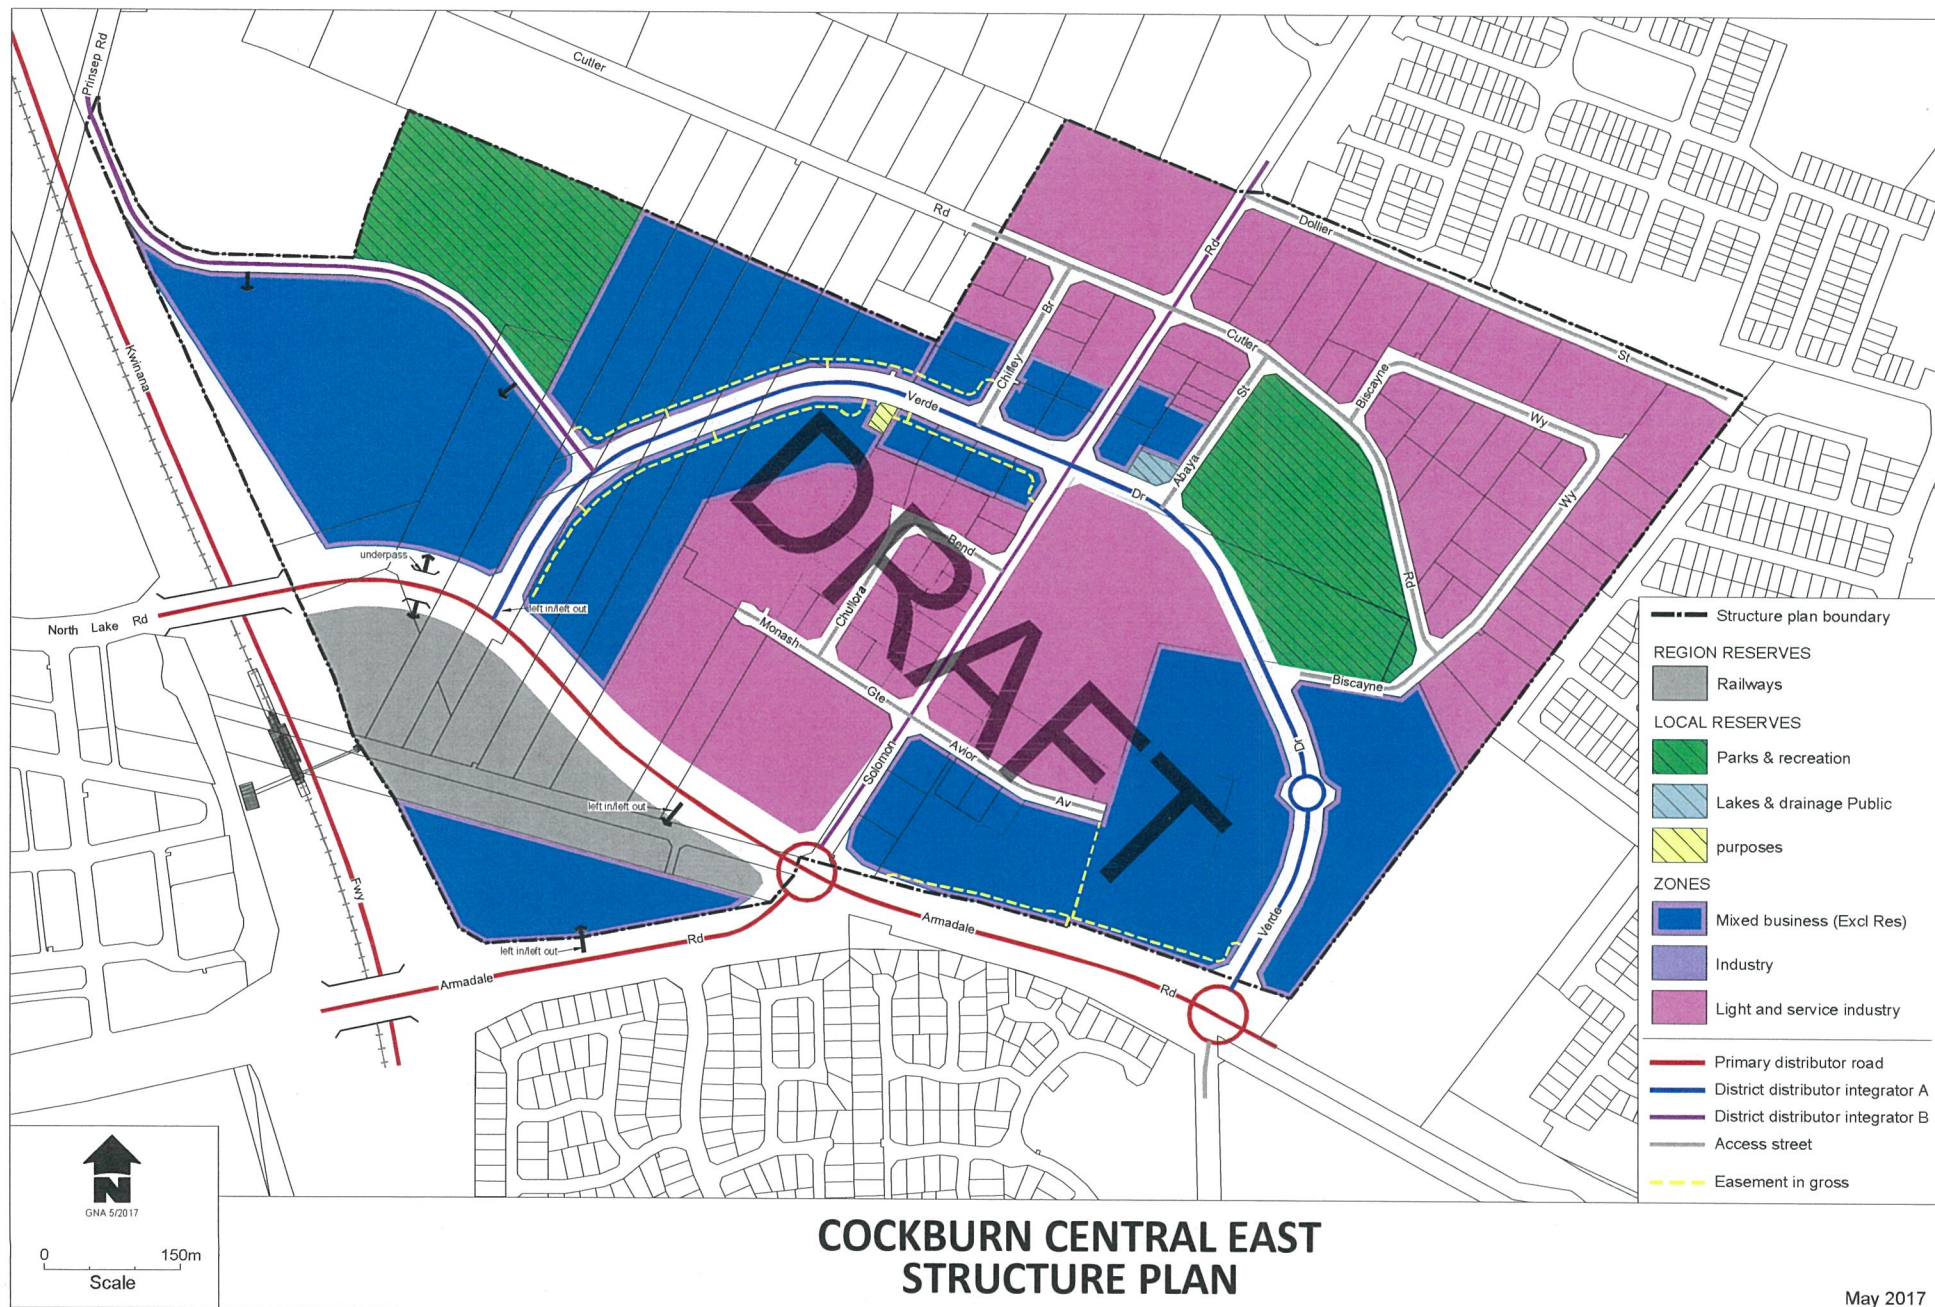 Prinsep Rd
Cutler
Rd
Rd
Dollier
St
Kwinana
Br
Chifley
Cutler
St
Biscayne
Wy
Verde
Abaya
Dr
Wy
underpass
left in/left out
Bend
Rd
North Lake Rd
Chullora
Monash
Gte
Biscayne
Solomon
Avior
Av
Dr
left in/left out
Fwy
Armadale
Verde
Rd
left in/left out
Armadale
Rd
DRAFT
Structure plan boundary
REGION RESERVES
Railways
LOCAL RESERVES
Parks & recreation
Lakes & drainage Public
purposes
ZONES
Mixed business (Excl Res)
Industry
Light and service industry
Primary distributor road
District distributor integrator A
District distributor integrator B
Access street
Easement in gross
N
GNA 5/2017
0 150m
Scale
COCKBURN CENTRAL EAST
STRUCTURE PLAN
May 2017